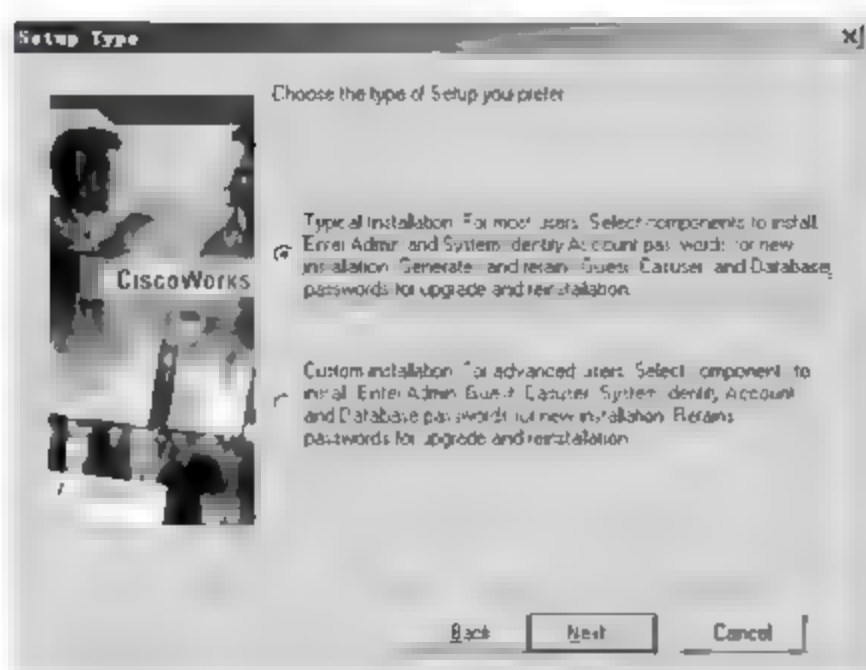 Setup Type
Choose the type of Setup you prefer
Typical installation. For most users. Select components to install.
Enter Admin and System Identity Account passwords for new
installation. Generate and retain Guest Casuser and Database
passwords for upgrade and reinstallation.
CISCOWORKS
Custom installation. For advanced users. Select component to
install. Enter Admin Guest Casuser System Identity Account
and Database passwords for new installation. Retains
passwords for upgrade and reinstallation
Back
Next
Cancel